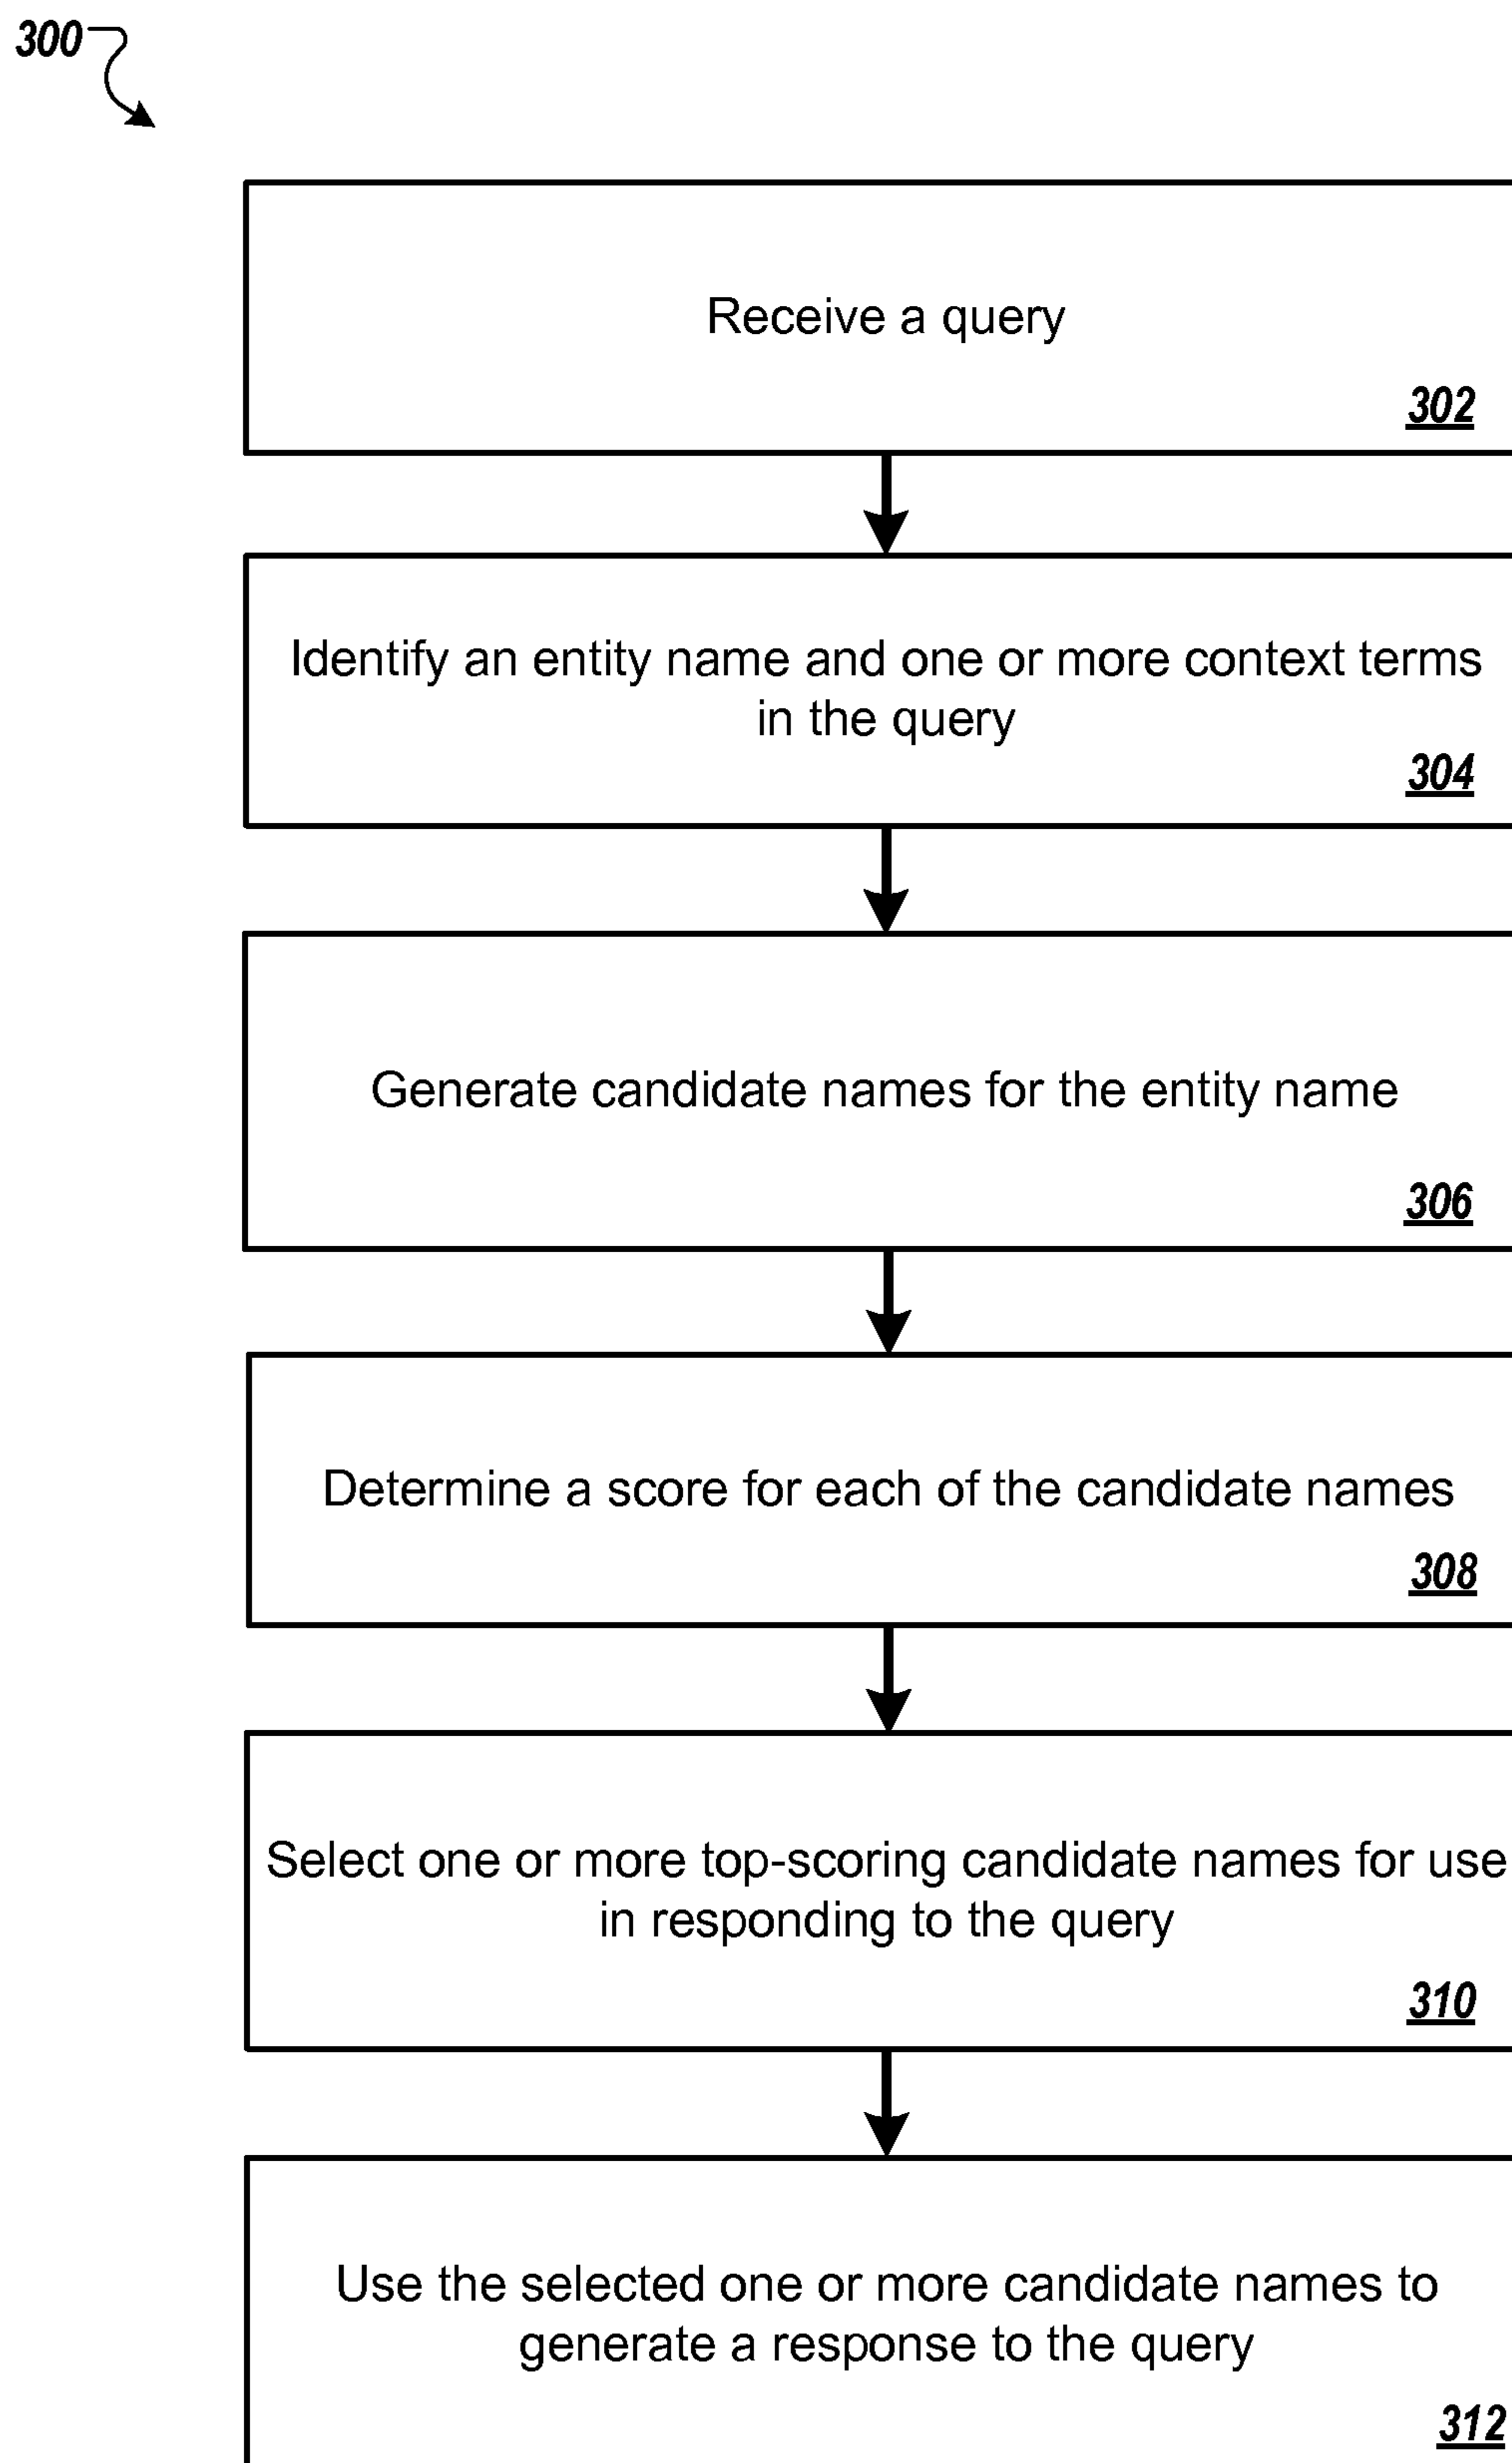 300
Receive a query
302
Identify an entity name and one or more context terms
in the query
304
Generate candidate names for the entity name
306
Determine a score for each of the candidate names
308
Select one or more top-scoring candidate names for use
in responding to the query
310
Use the selected one or more candidate names to
generate a response to the query
312